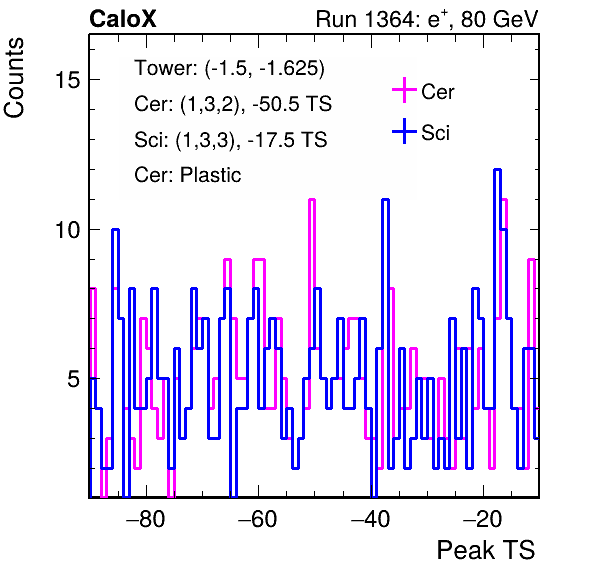 CaloX Run 1364: e⁺, 80 GeV
Counts
Tower: (-1.5, -1.625)
Cer: (1,3,2), -50.5 TS
Sci: (1,3,3), -17.5 TS
Cer: Plastic
Cer
Sci
15
10
5
−80 −60 −40 −20
Peak TS